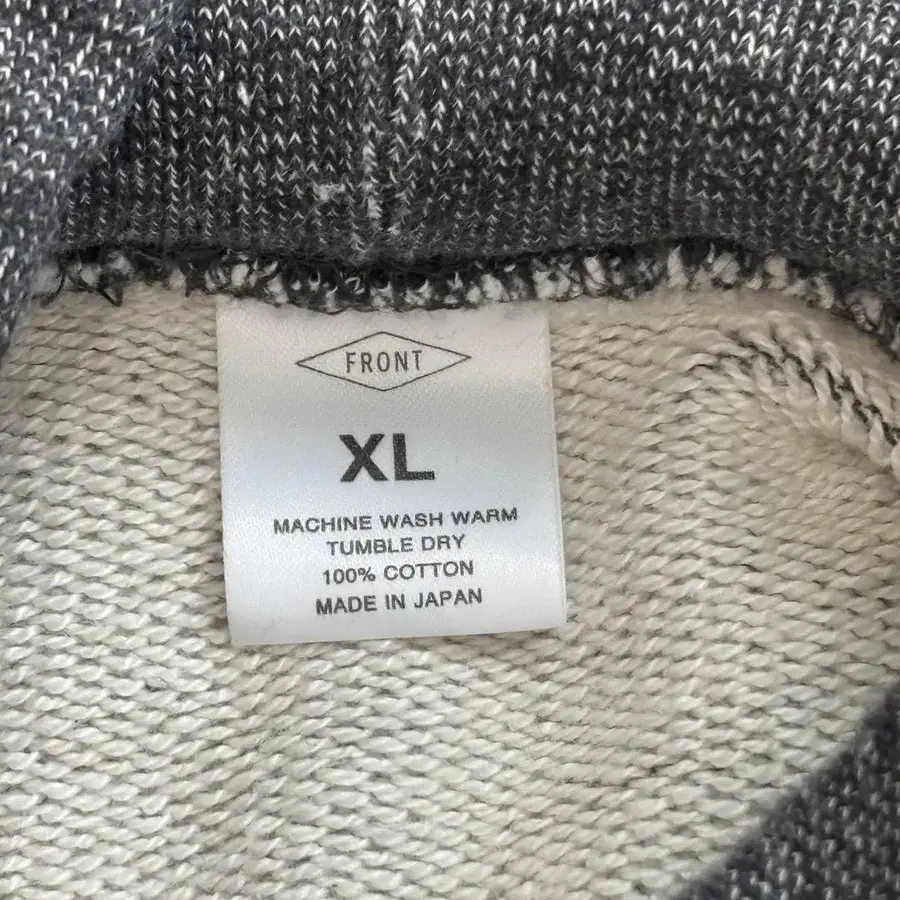 FRONT
XL
MACHINE WASH WARM
TUMBLE DRY
100% COTTON
MADE IN JAPAN